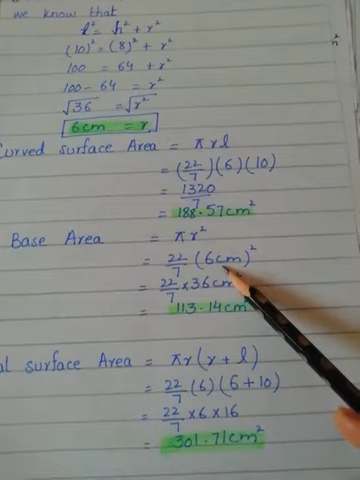 we know that
l² = h² + r²
(10)² = (8)² + r²
100 = 64 + r²
100 - 64 = r²
√36 = √r²
6cm = r
Curved surface Area = π r l
= (22/7)(6)(10)
= 1320/7
= 188.57cm²
Base Area = πr²
= 22/7 (6cm)²
= 22/7 × 36cm²
= 113.14cm²
al surface Area = πr(r + l)
= 22/7 (6)(6+10)
= 22/7 × 6 × 16
= 301.71cm²